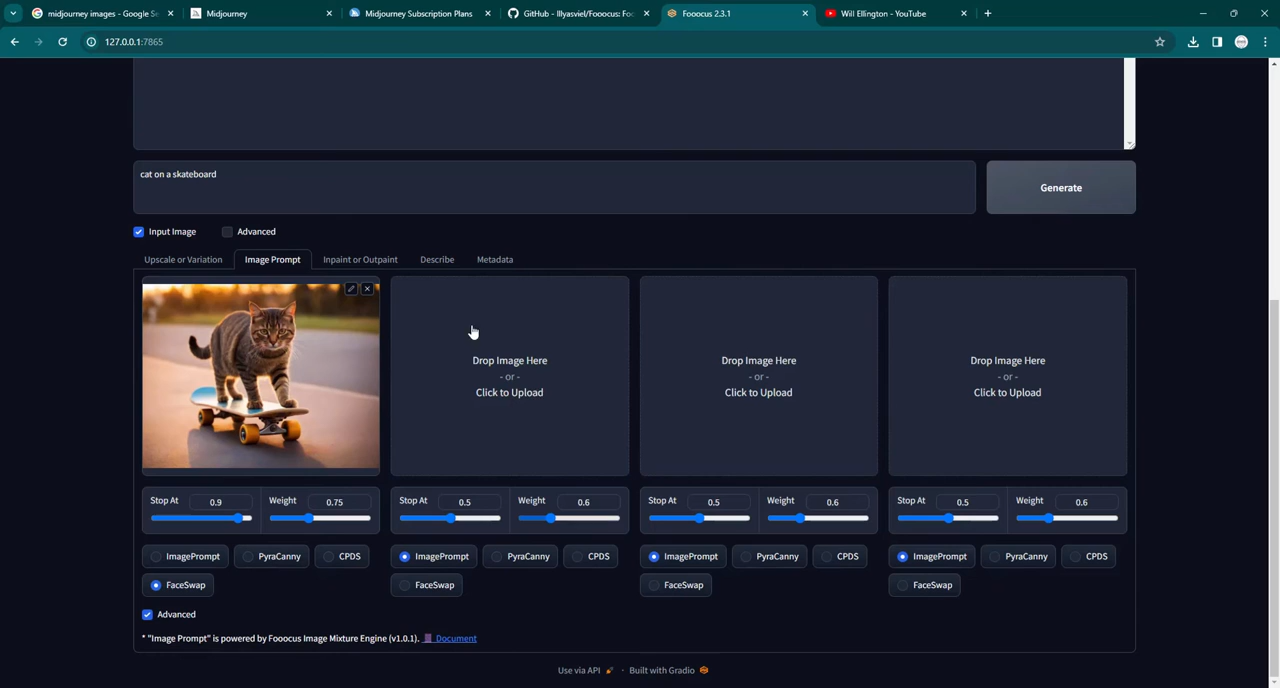 midjourney images - Google Se
Midjourney
Midjourney Subscription Plans
GitHub - lllyasviel/Fooocus: Foc
Fooocus 2.3.1
Will Ellington - YouTube
127.0.0.1:7865
cat on a skateboard
Generate
Input Image Advanced
Upscale or Variation Image Prompt Inpaint or Outpaint Describe Metadata
Drop Image Here Drop Image Here Drop Image Here
- or - - or - - or -
Click to Upload Click to Upload Click to Upload
Stop At 0.9 Weight 0.75 Stop At 0.5 Weight 0.6 Stop At 0.5 Weight 0.6 Stop At 0.5 Weight 0.6
ImagePrompt PyraCanny CPDS ImagePrompt PyraCanny CPDS ImagePrompt PyraCanny CPDS ImagePrompt PyraCanny CPDS
FaceSwap FaceSwap FaceSwap FaceSwap
Advanced
* "Image Prompt" is powered by Fooocus Image Mixture Engine (v1.0.1). Document
Use via API · Built with Gradio